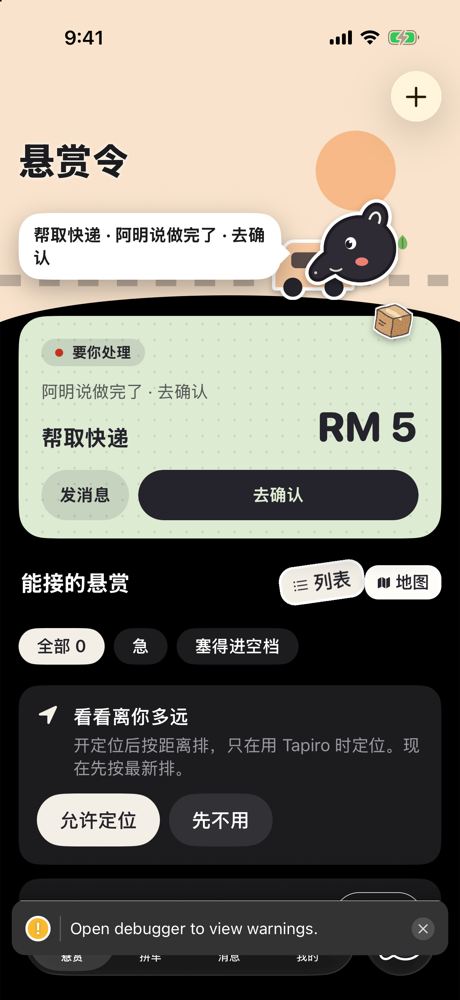 9:41
悬赏令
帮取快递 · 阿明说做完了 · 去确
认
要你处理
阿明说做完了 · 去确认
帮取快递
RM 5
发消息
去确认
能接的悬赏
列表
地图
全部 0
急
塞得进空档
看看离你多远
开定位后按距离排，只在用 Tapiro 时定位。现
在先按最新排。
允许定位
先不用
Open debugger to view warnings.
悬赏
拼车
消息
我的